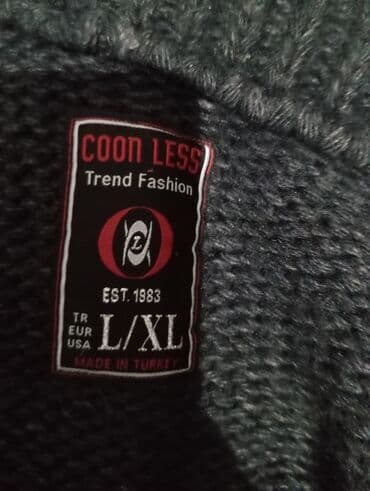 COON LESS
Trend Fashion
EST. 1983
TR
EUR
USA
L/XL
MADE IN TURKEY